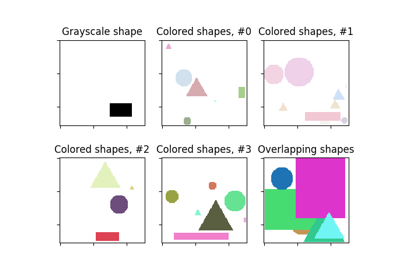 Grayscale shape
Colored shapes, #0
Colored shapes, #1
Colored shapes, #2
Colored shapes, #3
Overlapping shapes